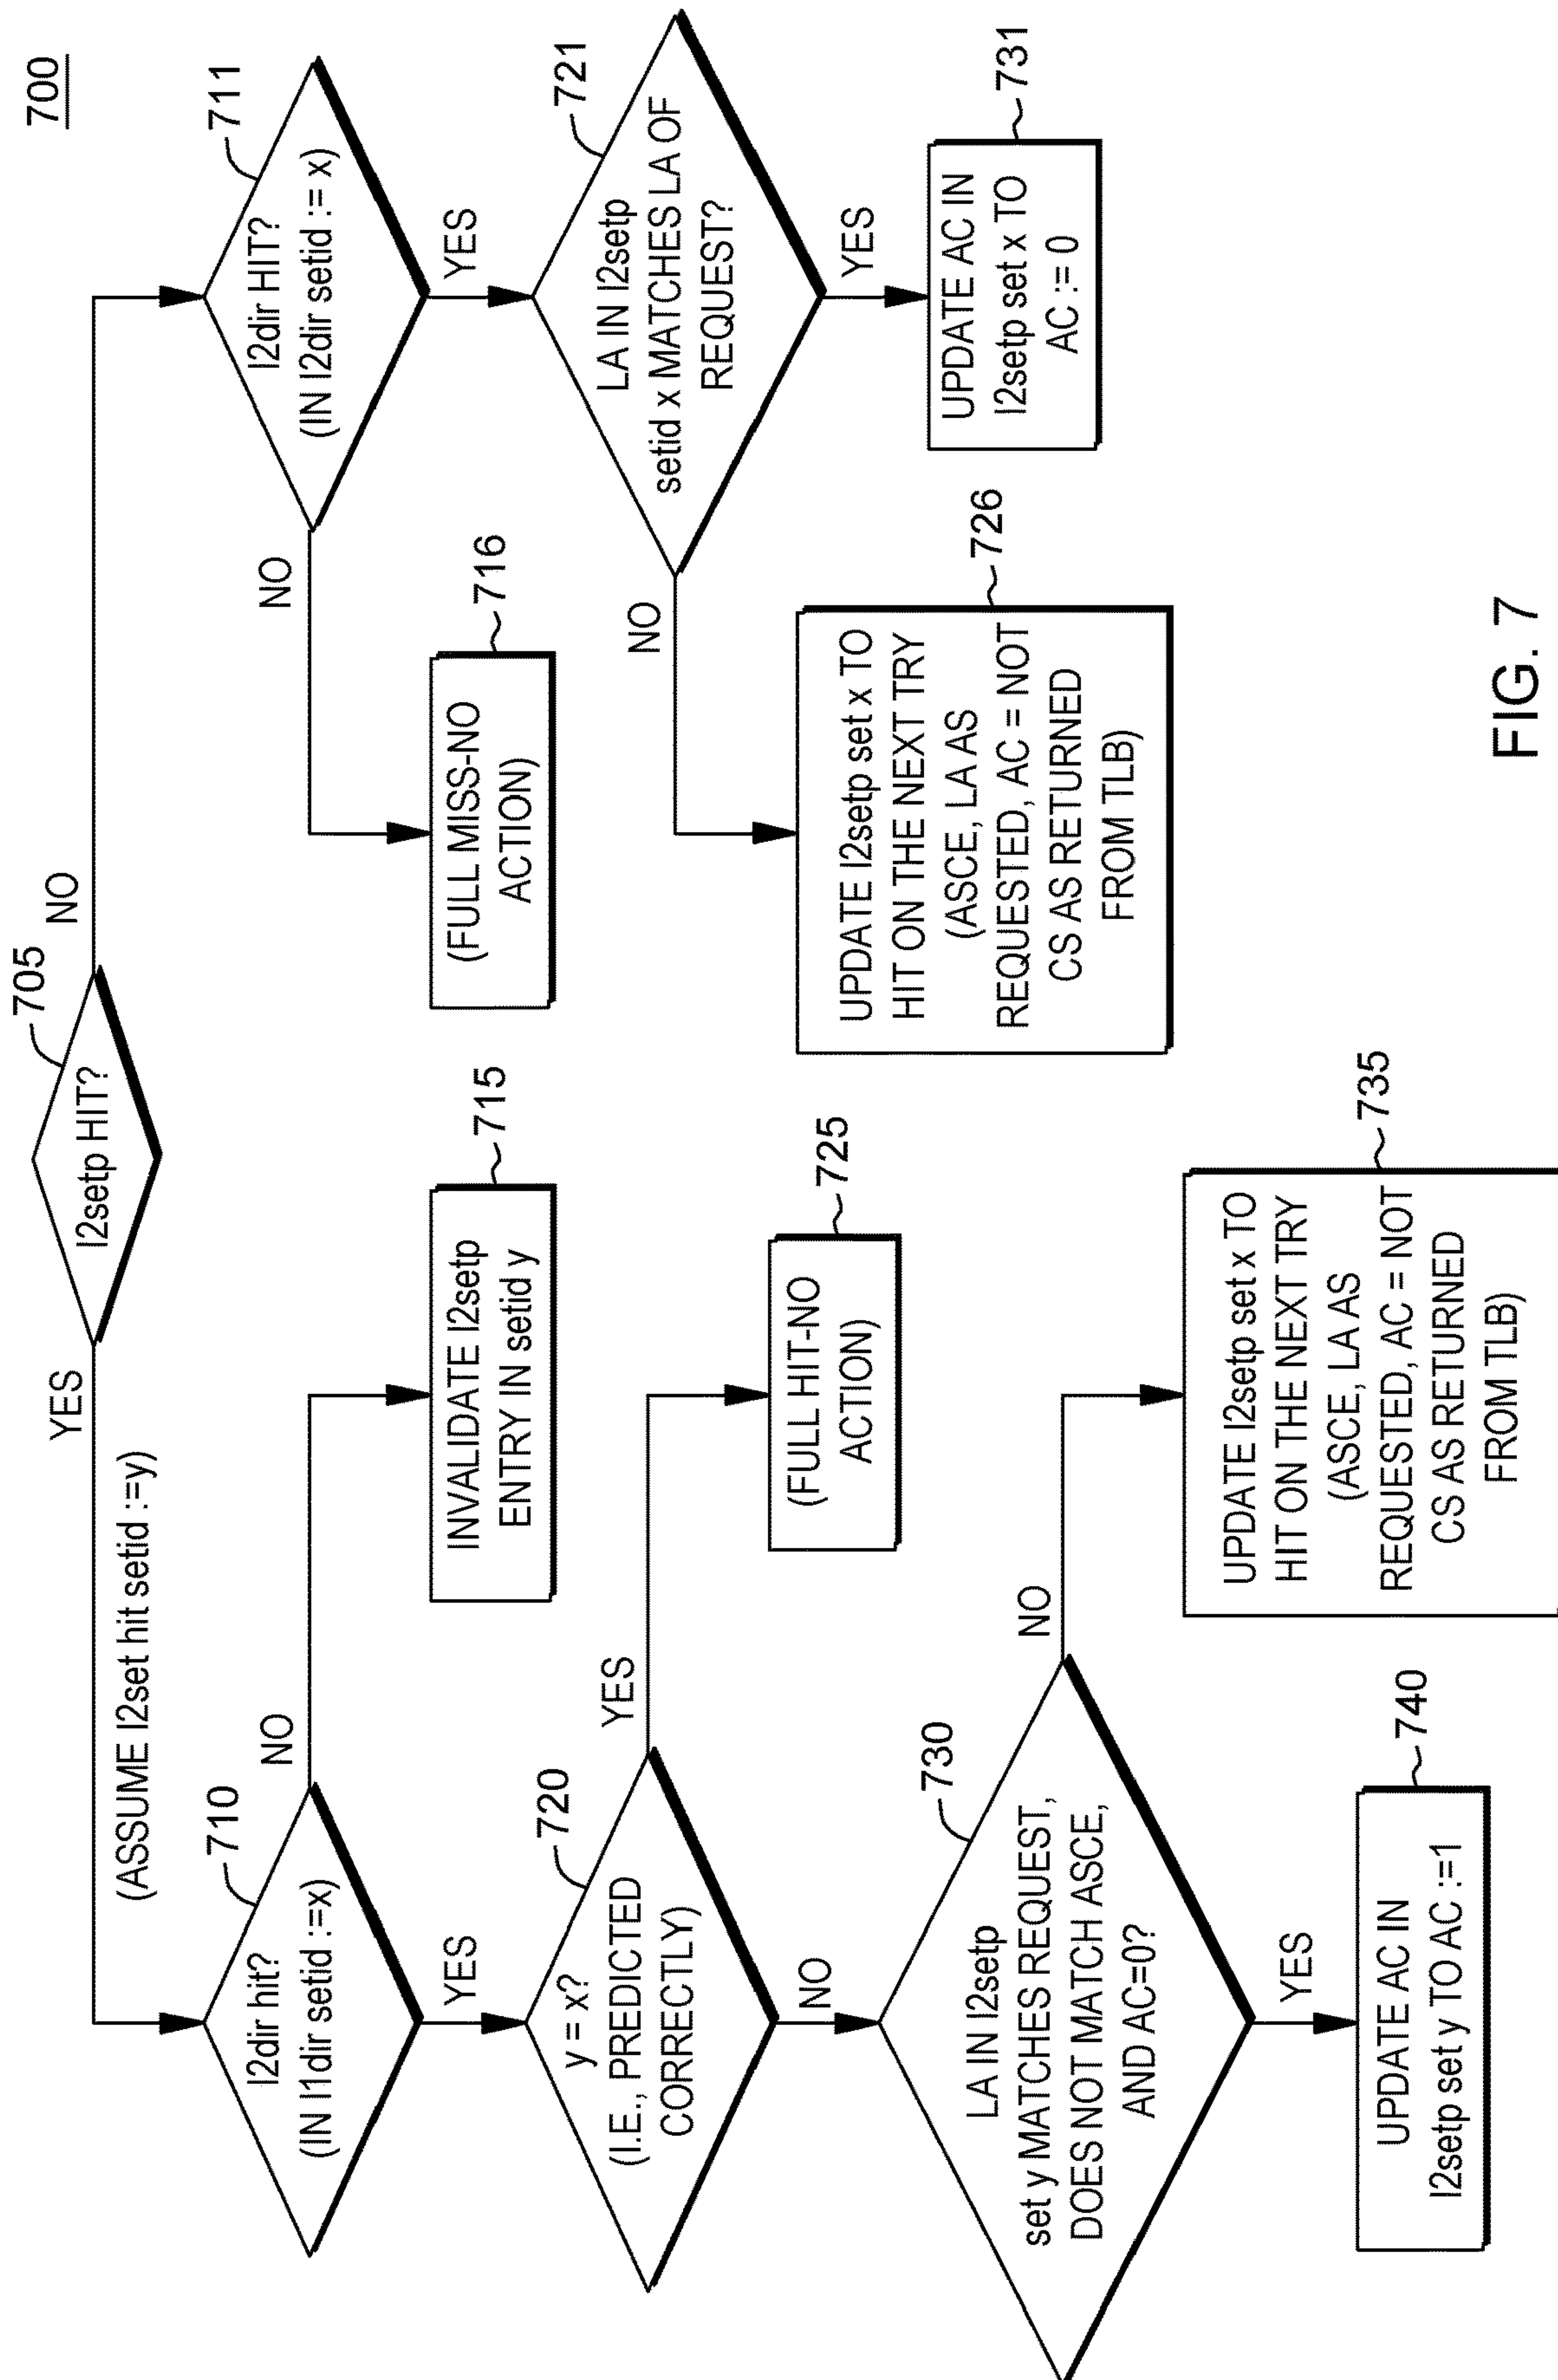 700
705
l2setp HIT?
YES
NO
(ASSUME l2set hit setid :=y)
710
l2dir hit?
(IN l1dir setid :=x)
NO
YES
715
INVALIDATE l2setp
ENTRY IN setid y
720
y = x?
(I.E., PREDICTED
CORRECTLY)
YES
NO
725
(FULL HIT-NO
ACTION)
730
LA IN l2setp
set y MATCHES REQUEST,
DOES NOT MATCH ASCE,
AND AC=0?
NO
YES
735
UPDATE l2setp set x TO
HIT ON THE NEXT TRY
(ASCE, LA AS
REQUESTED, AC = NOT
CS AS RETURNED
FROM TLB)
740
UPDATE AC IN
l2setp set y TO AC :=1
711
l2dir HIT?
(IN l2dir setid := x)
NO
YES
716
(FULL MISS-NO
ACTION)
721
LA IN l2setp
setid x MATCHES LA OF
REQUEST?
NO
YES
726
UPDATE l2setp set x TO
HIT ON THE NEXT TRY
(ASCE, LA AS
REQUESTED, AC = NOT
CS AS RETURNED
FROM TLB)
731
UPDATE AC IN
l2setp set x TO
AC := 0
FIG. 7